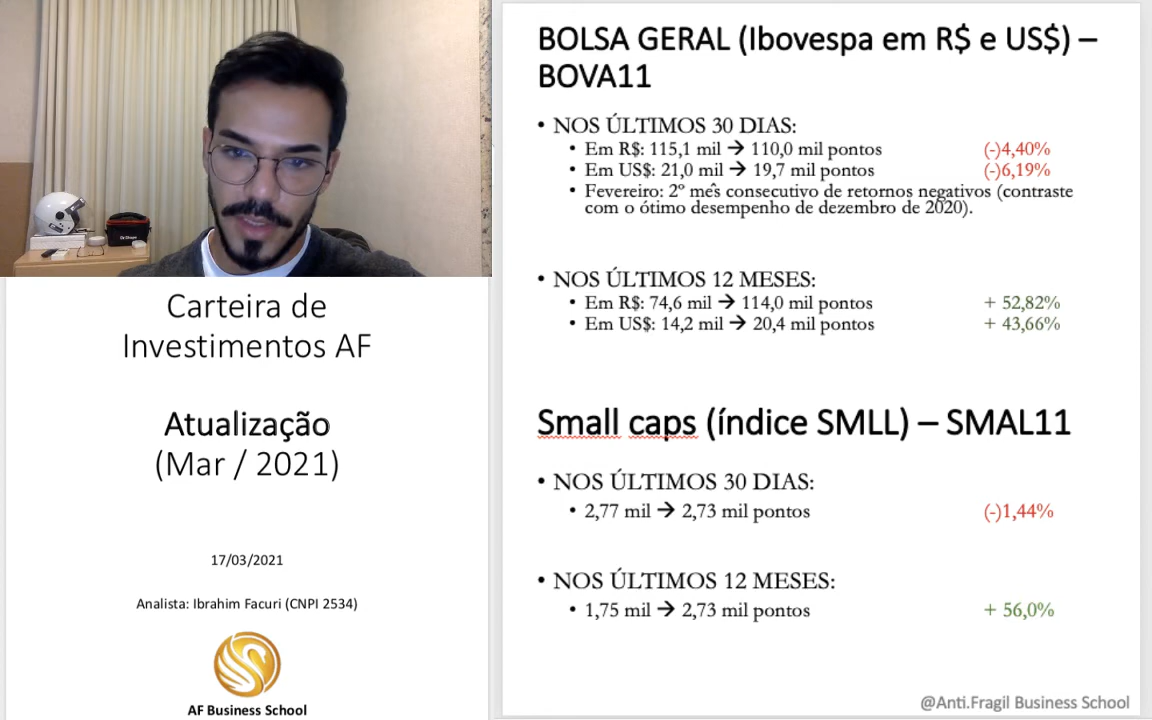 Carteira de
Investimentos AF
Atualização
(Mar / 2021)
17/03/2021
Analista: Ibrahim Facuri (CNPI 2534)
AF Business School
BOLSA GERAL (Ibovespa em R$ e US$) –
BOVA11
• NOS ÚLTIMOS 30 DIAS:
• Em R$: 115,1 mil → 110,0 mil pontos (-)4,40%
• Em US$: 21,0 mil → 19,7 mil pontos (-)6,19%
• Fevereiro: 2º mês consecutivo de retornos negativos (contraste
com o ótimo desempenho de dezembro de 2020).
• NOS ÚLTIMOS 12 MESES:
• Em R$: 74,6 mil → 114,0 mil pontos + 52,82%
• Em US$: 14,2 mil → 20,4 mil pontos + 43,66%
Small caps (índice SMLL) – SMAL11
• NOS ÚLTIMOS 30 DIAS:
• 2,77 mil → 2,73 mil pontos (-)1,44%
• NOS ÚLTIMOS 12 MESES:
• 1,75 mil → 2,73 mil pontos + 56,0%
@Anti.Fragil Business School